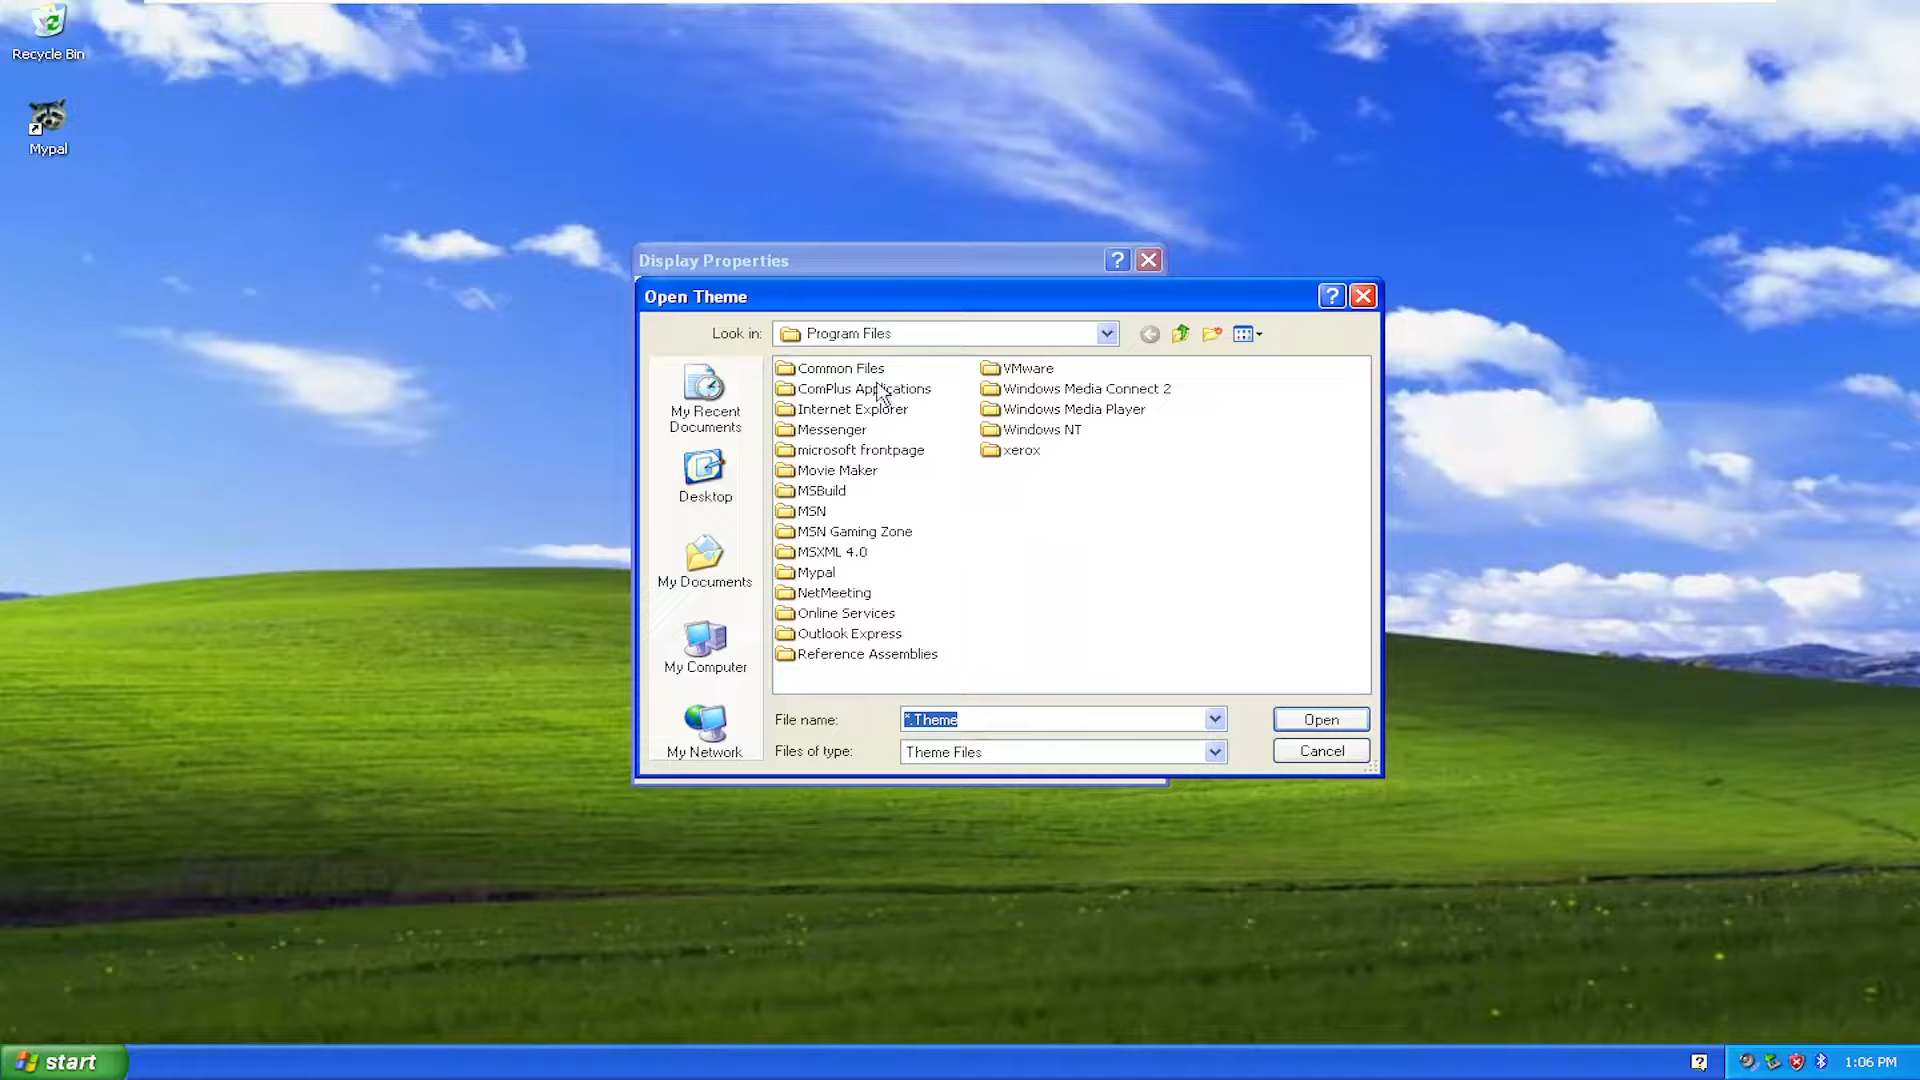 Recycle Bin
Mypal
Display Properties
Open Theme
Look in:
Program Files
My Recent
Documents
Desktop
My Documents
My Computer
My Network
Common Files
ComPlus Applications
Internet Explorer
Messenger
microsoft frontpage
Movie Maker
MSBuild
MSN
MSN Gaming Zone
MSXML 4.0
Mypal
NetMeeting
Online Services
Outlook Express
Reference Assemblies
VMware
Windows Media Connect 2
Windows Media Player
Windows NT
xerox
File name:
*.Theme
Open
Files of type:
Theme Files
Cancel
start
1:06 PM